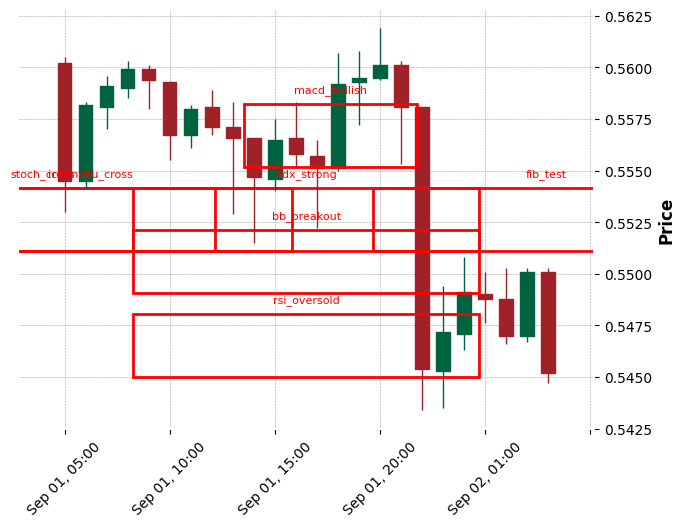 0.5625
0.5600
macd_bullish
0.5575
0.5550
adx_strong
fib_test
0.5525
bb_breakout
Price
0.5500
rsi_oversold
0.5475
0.5450
0.5425
Sep 01, 05:00
Sep 01, 10:00
Sep 01, 15:00
Sep 01, 20:00
Sep 02, 01:00